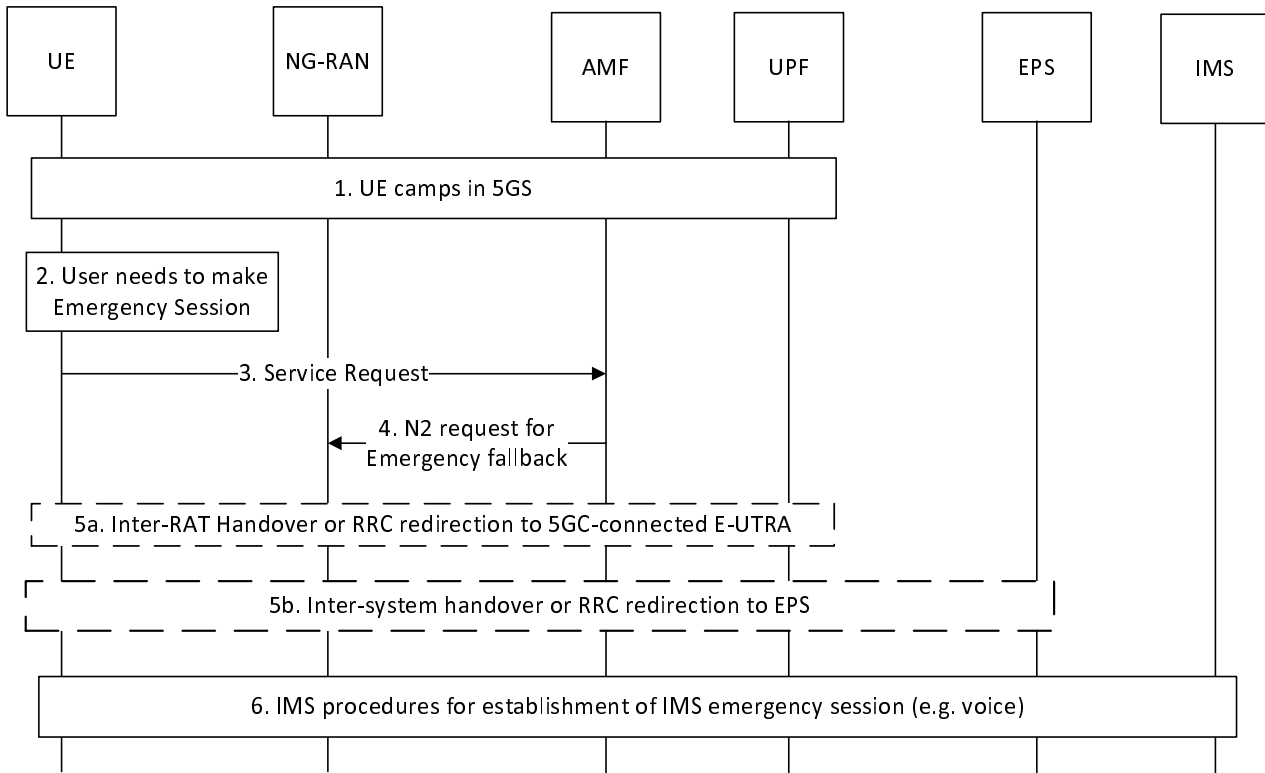 UE
NG-RAN
AMF
UPF
EPS
IMS
1. UE camps in 5GS
2. User needs to make
Emergency Session
3. Service Request
4. N2 request for
Emergency fallback
5a. Inter-RAT Handover or RRC redirection to 5GC-connected E-UTRA
5b. Inter-system handover or RRC redirection to EPS
6. IMS procedures for establishment of IMS emergency session (e.g. voice)